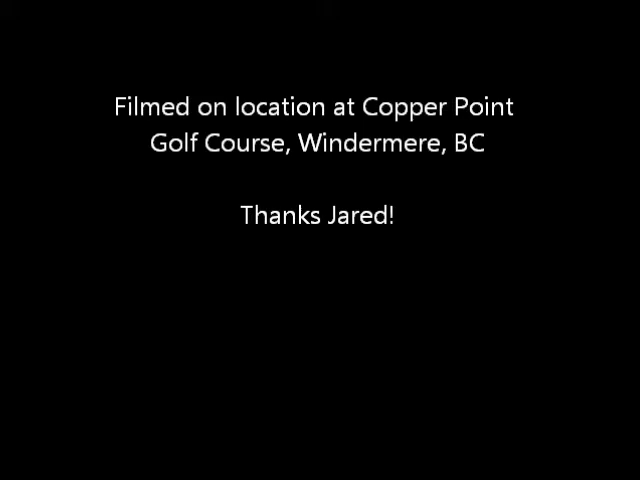 Filmed on location at Copper Point
Golf Course, Windermere, BC
Thanks Jared!